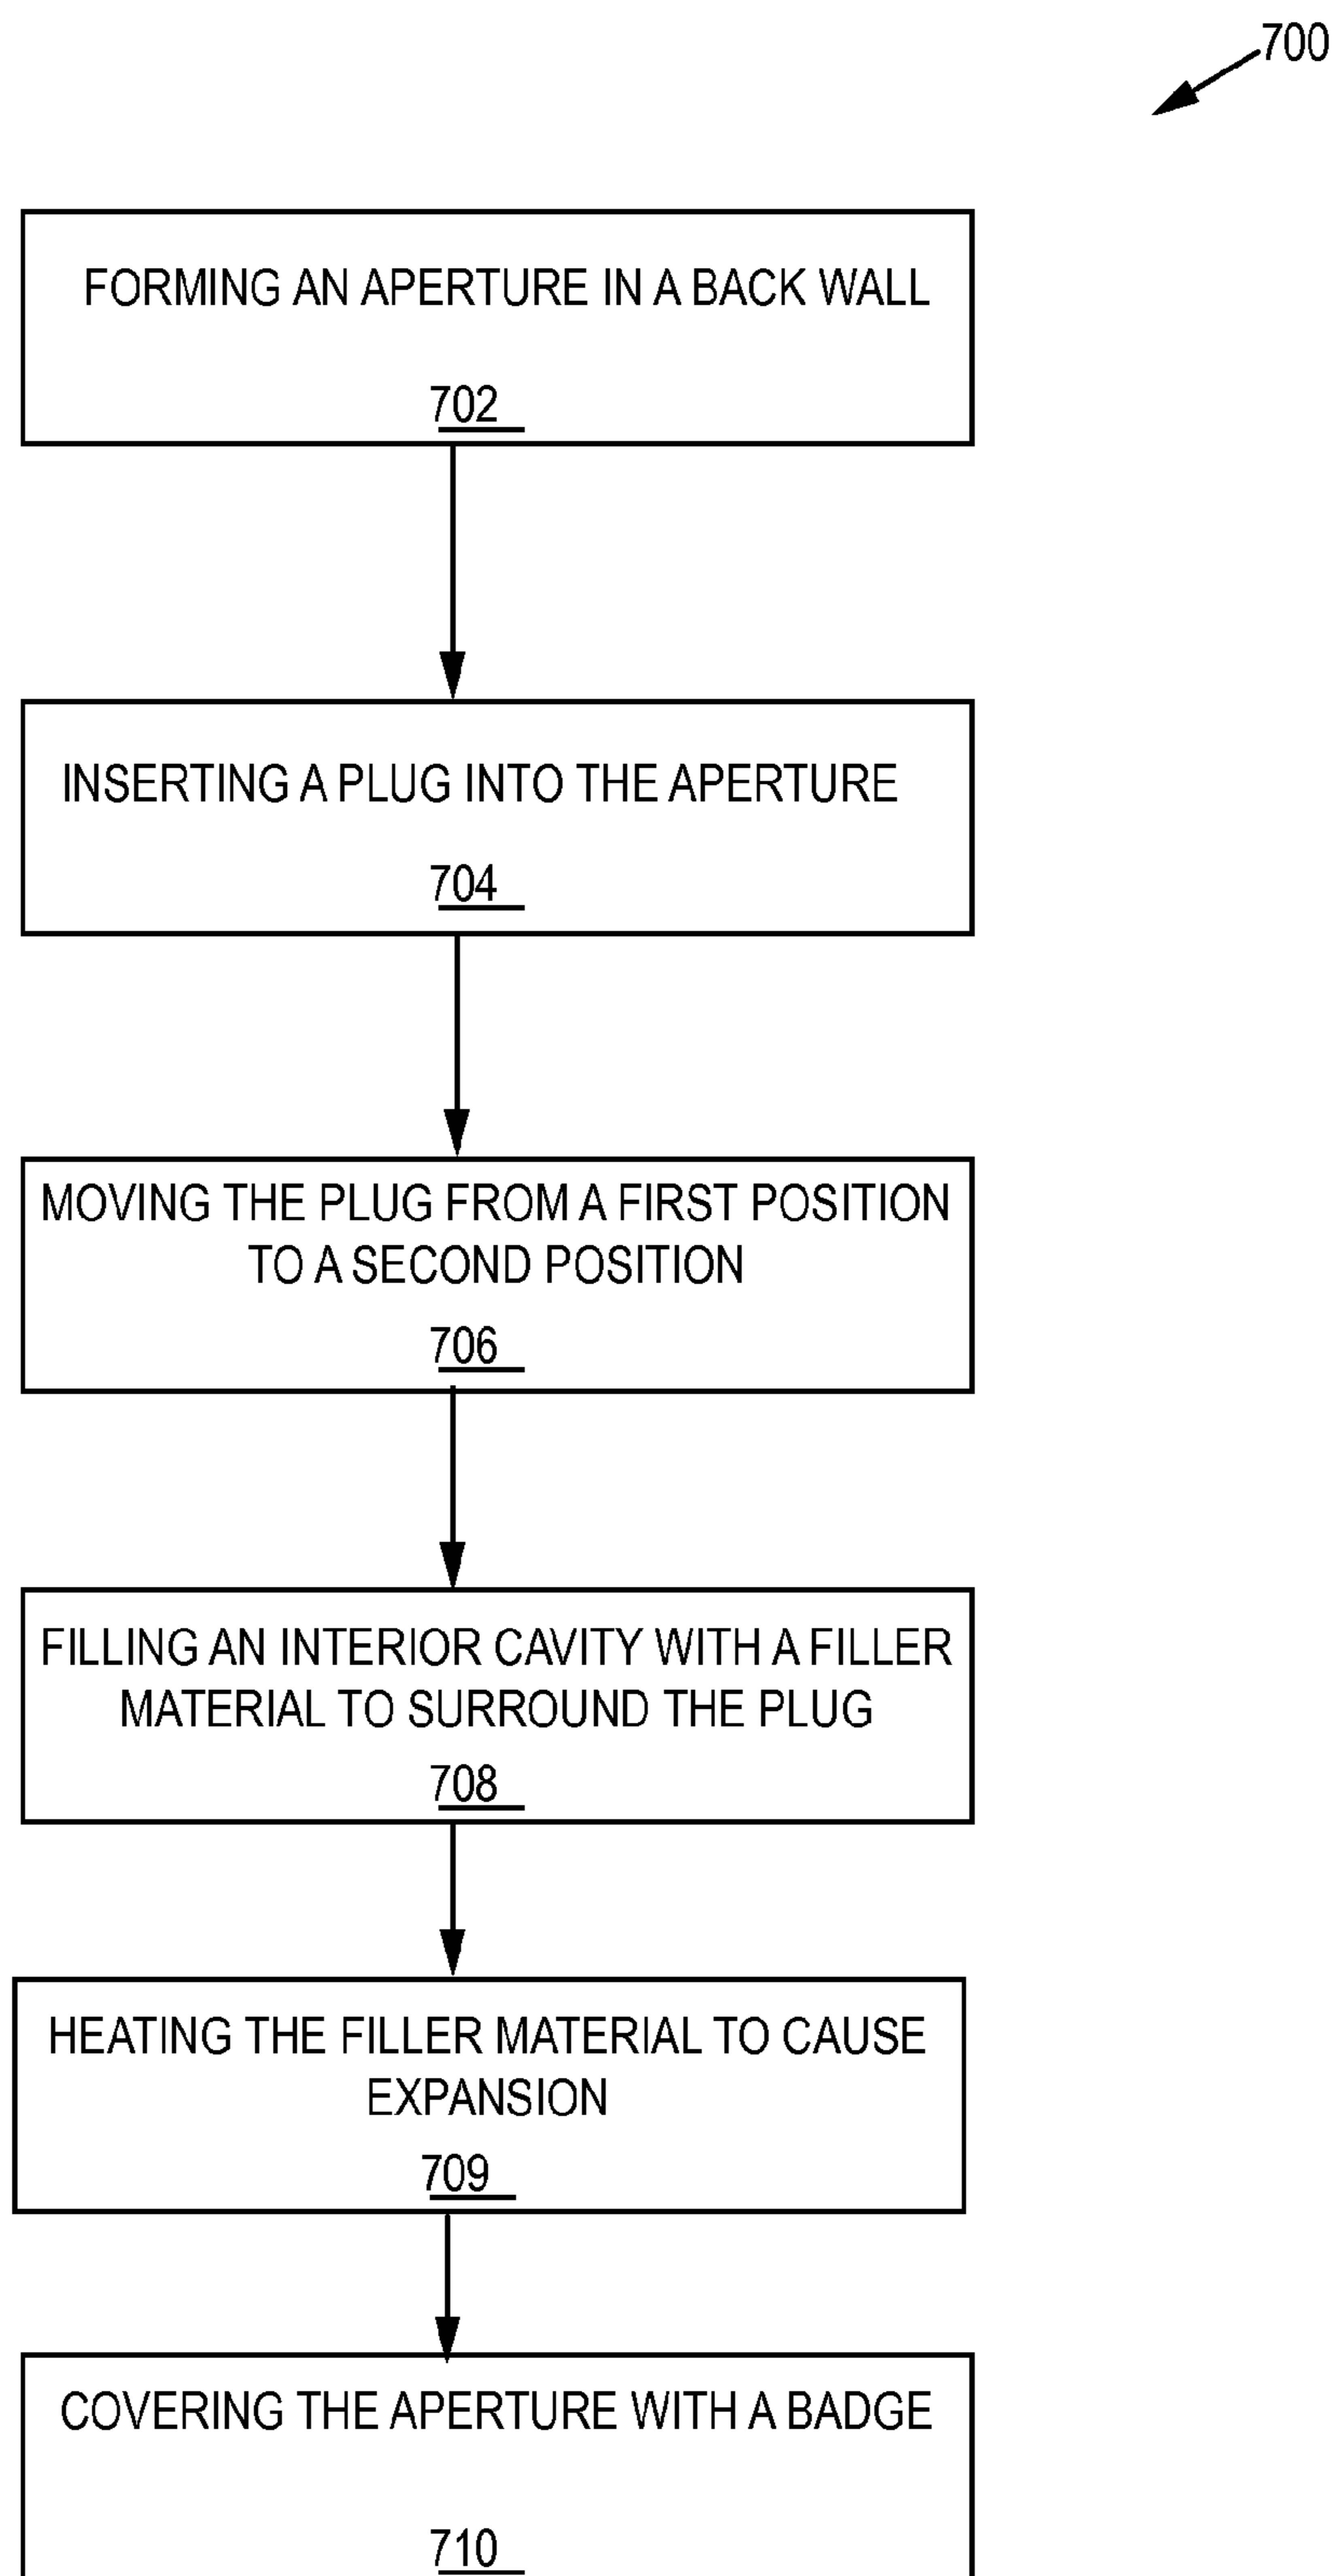 700
FORMING AN APERTURE IN A BACK WALL
702
INSERTING A PLUG INTO THE APERTURE
704
MOVING THE PLUG FROM A FIRST POSITION
TO A SECOND POSITION
706
FILLING AN INTERIOR CAVITY WITH A FILLER
MATERIAL TO SURROUND THE PLUG
708
HEATING THE FILLER MATERIAL TO CAUSE
EXPANSION
709
COVERING THE APERTURE WITH A BADGE
710